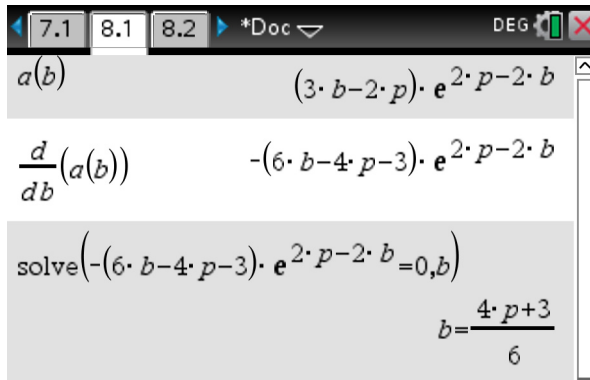 7.1 8.1 8.2 *Doc DEG
a(b)
(3·b−2·p)·e^(2·p−2·b)
d/db(a(b)) -(6·b−4·p−3)·e^(2·p−2·b)
solve(-(6·b−4·p−3)·e^(2·p−2·b)=0,b)
b=(4·p+3)/6